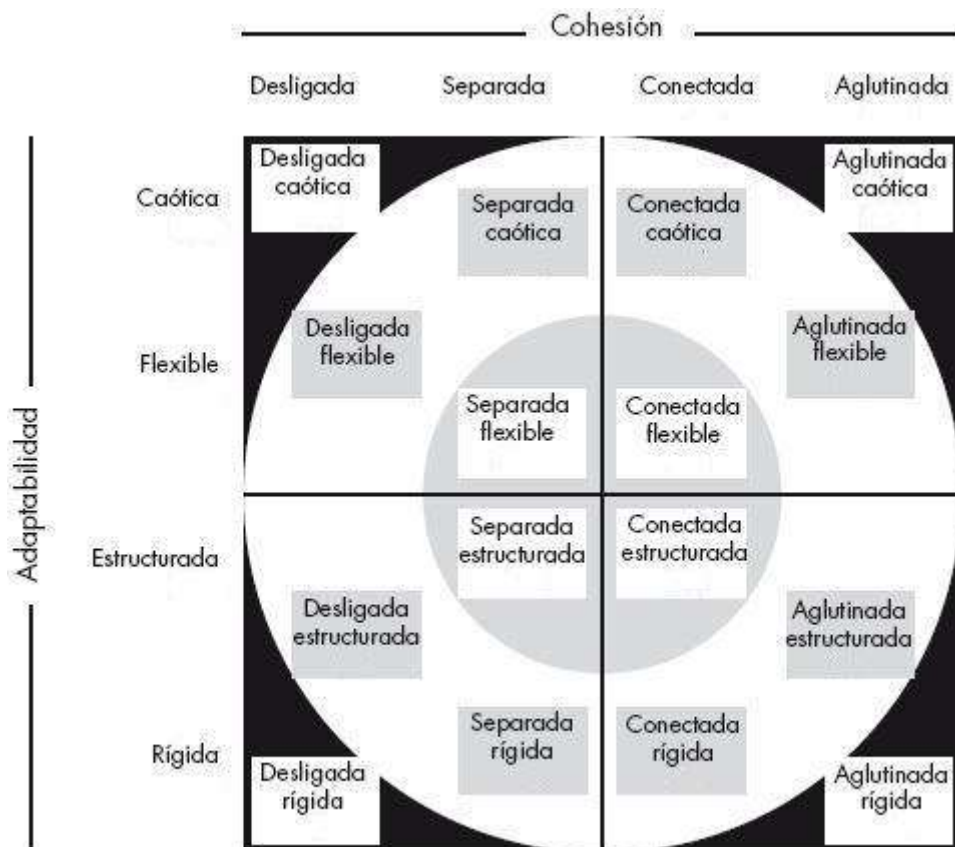 Cohesión
Desligada Separada Conectada Aglutinada
Adaptabilidad
Caótica
Desligada
caótica
Separada
caótica
Conectada
caótica
Aglutinada
caótica
Flexible
Desligada
flexible
Separada
flexible
Conectada
flexible
Aglutinada
flexible
Estructurada
Desligada
estructurada
Separada
estructurada
Conectada
estructurada
Aglutinada
estructurada
Rígida
Desligada
rígida
Separada
rígida
Conectada
rígida
Aglutinada
rígida